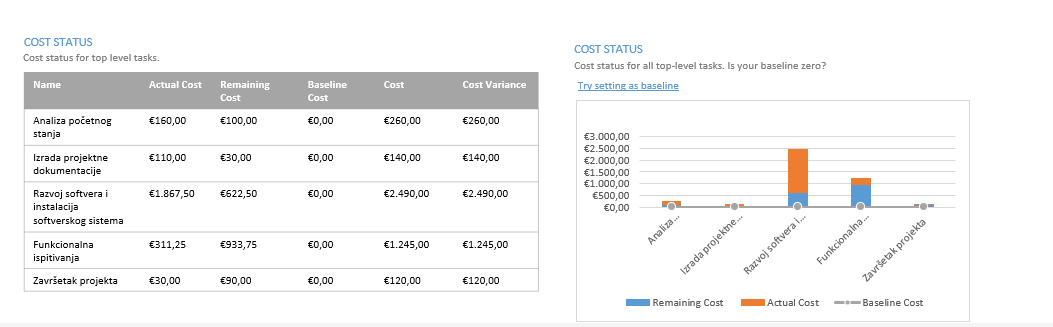 COST STATUS
Cost status for top level tasks.
Name Actual Cost Remaining Cost Baseline Cost Cost Cost Variance
Analiza početnog stanja €160,00 €100,00 €0,00 €260,00 €260,00
Izrada projektne dokumentacije €110,00 €30,00 €0,00 €140,00 €140,00
Razvoj softvera i instalacija softverskog sistema €1.867,50 €622,50 €0,00 €2.490,00 €2.490,00
Funkcionalna ispitivanja €311,25 €933,75 €0,00 €1.245,00 €1.245,00
Završetak projekta €30,00 €90,00 €0,00 €120,00 €120,00
COST STATUS
Cost status for all top-level tasks. Is your baseline zero?
Try setting as baseline
€3.000,00
€2.500,00
€2.000,00
€1.500,00
€1.000,00
€500,00
€0,00
Analiza...
Izrada projektne...
Razvoj softvera i...
Funkcionalna...
Završetak projekta
Remaining Cost Actual Cost Baseline Cost